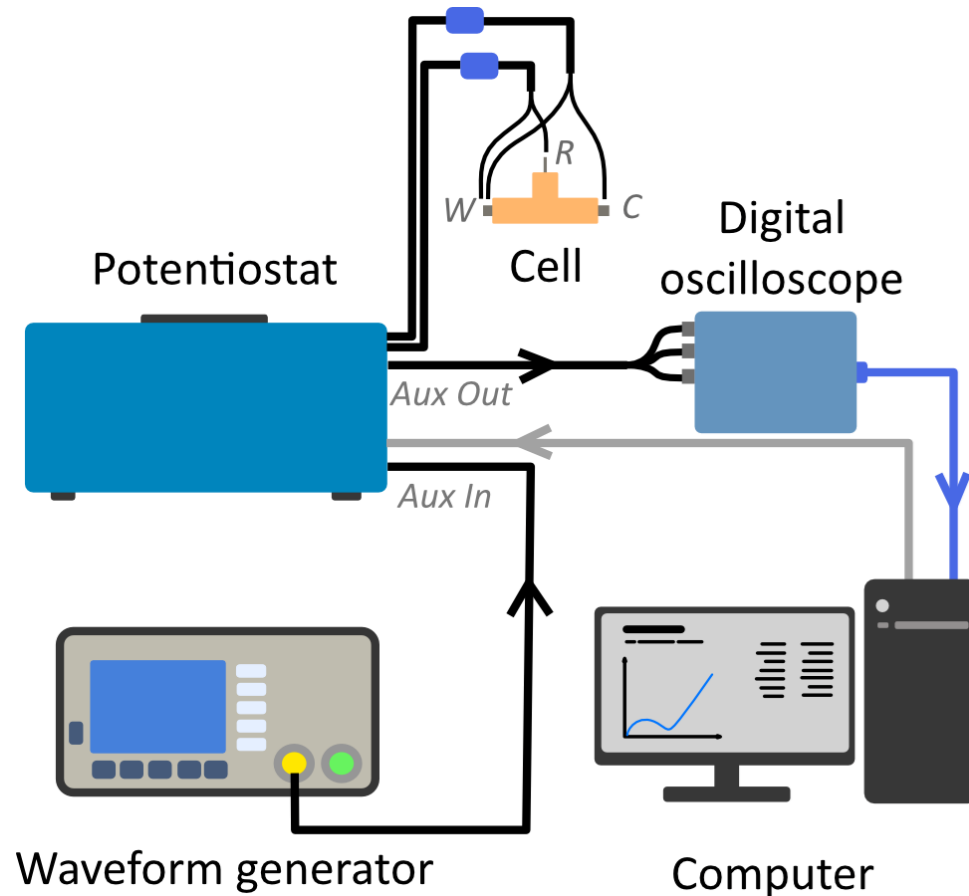 R
W
C
Cell
Digital
oscilloscope
Potentiostat
Aux Out
Aux In
Waveform generator
Computer